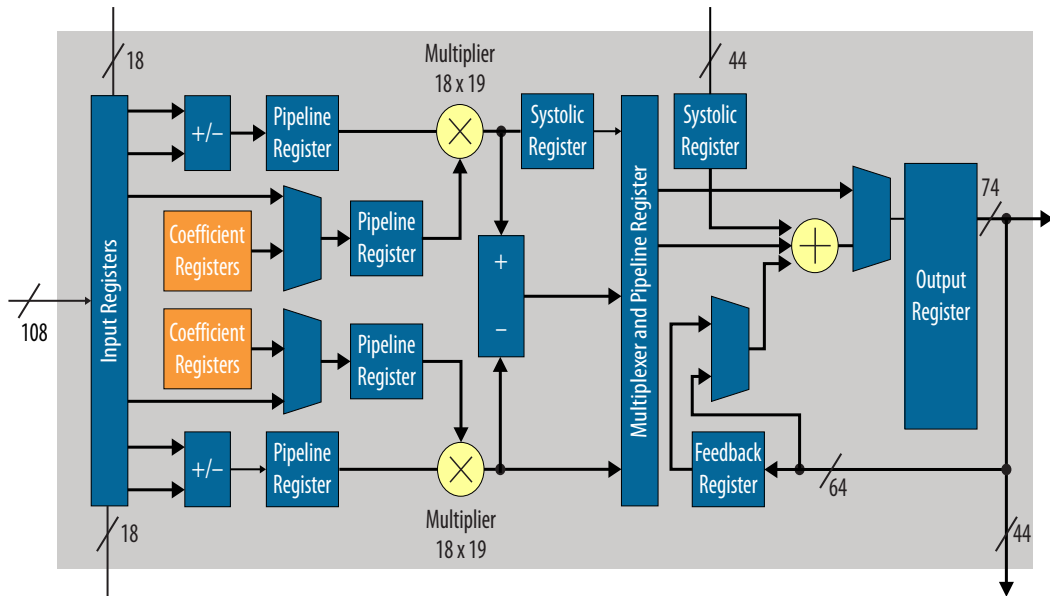 18
44
Multiplier
18 x 19
+/–
Pipeline
Register
Systolic
Register
Systolic
Register
74
Coefficient
Registers
Pipeline
Register
Input Registers
+
–
Multiplexer and Pipeline Register
Output
Register
108
Coefficient
Registers
Pipeline
Register
+/–
Pipeline
Register
Feedback
Register
64
18
Multiplier
18 x 19
44